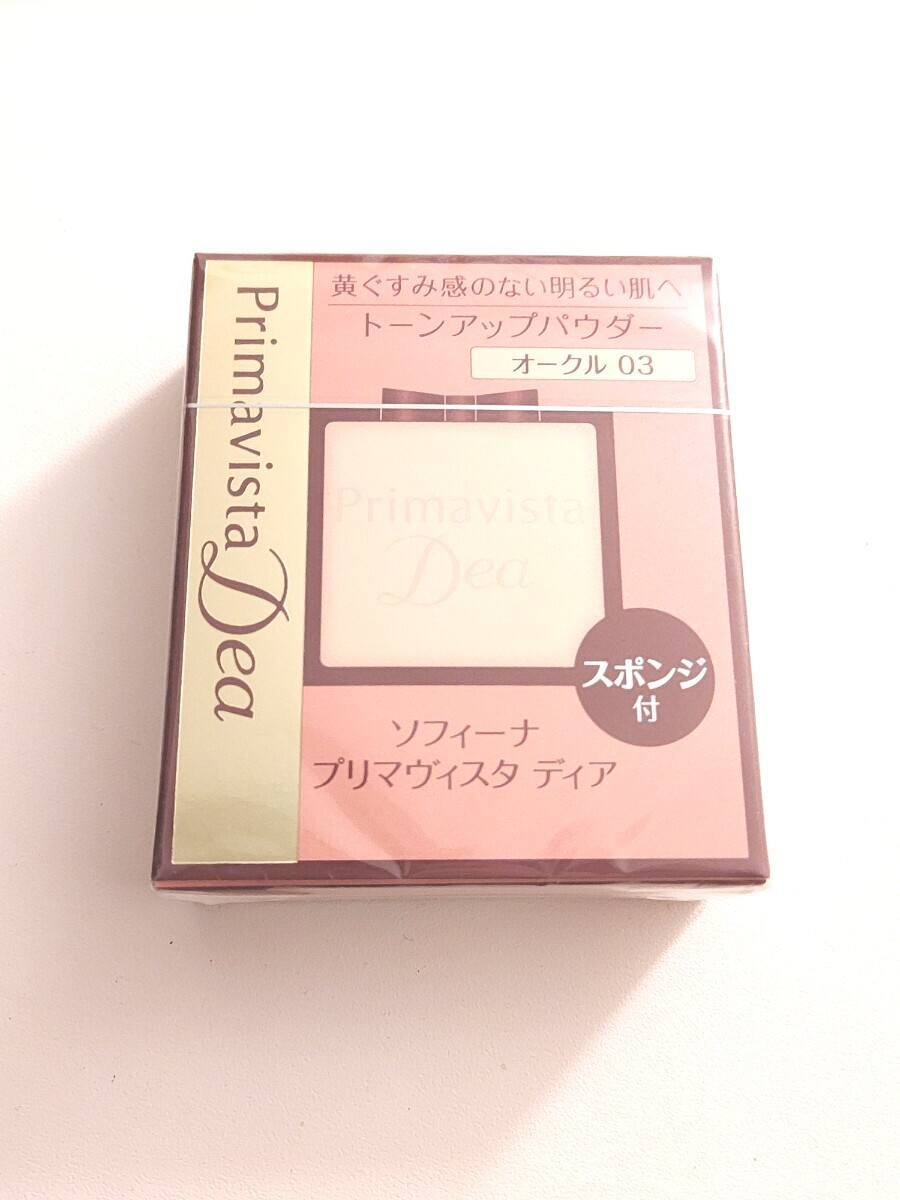 黄ぐすみ感のない明るい肌へ
トーンアップパウダー
オークル 03
Primavista Dea
Primavista
Dea
スポンジ
付
ソフィーナ
プリマヴィスタ ディア